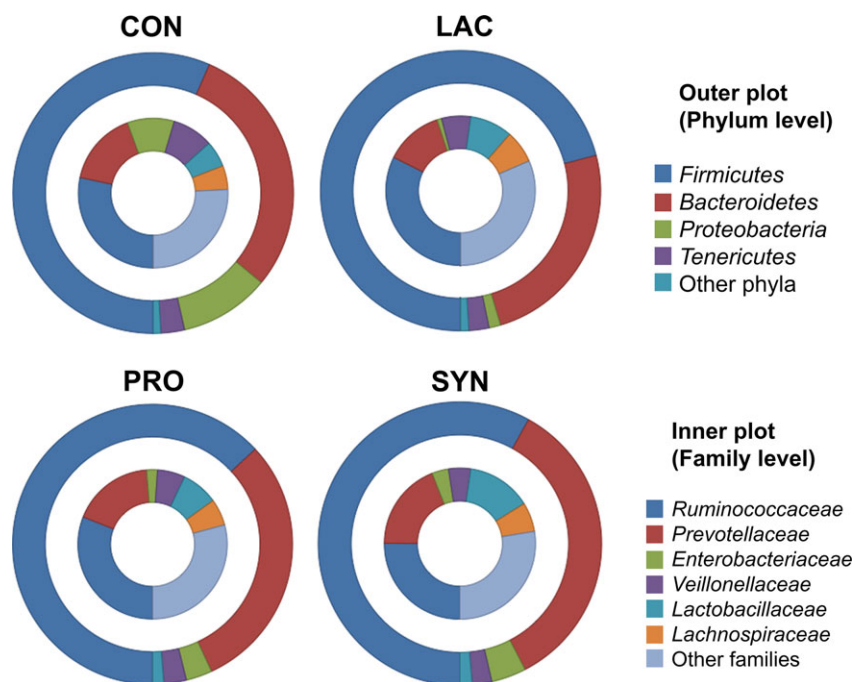 CON
LAC
Outer plot
(Phylum level)
Firmicutes
Bacteroidetes
Proteobacteria
Tenericutes
Other phyla
PRO
SYN
Inner plot
(Family level)
Ruminococcaceae
Prevotellaceae
Enterobacteriaceae
Veillonellaceae
Lactobacillaceae
Lachnospiraceae
Other families